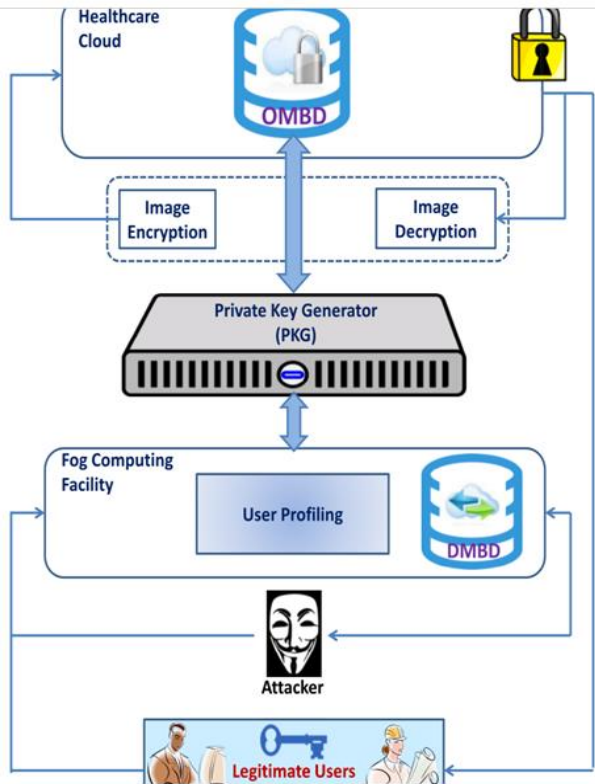 Healthcare
Cloud
OMBD
Image
Encryption
Image
Decryption
Private Key Generator
(PKG)
Fog Computing
Facility
User Profiling
DMBD
Attacker
Legitimate Users